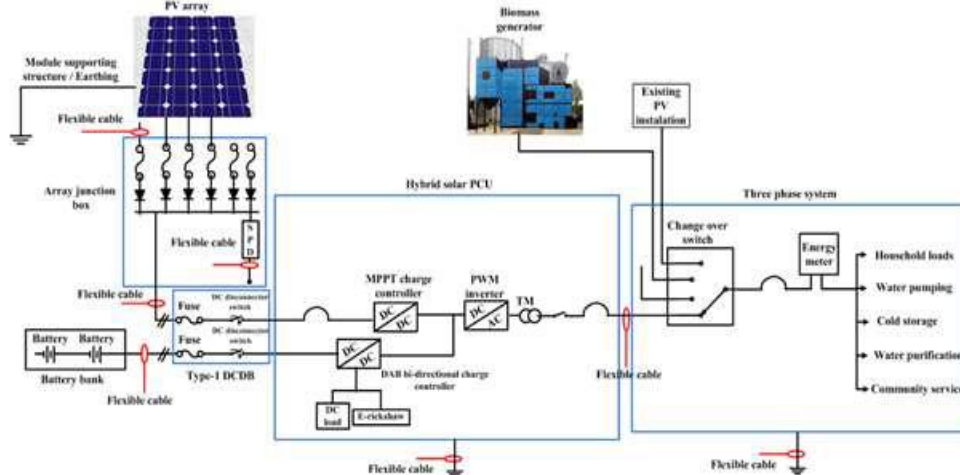 PV array
Biomass
generator
Module supporting
structure / Earthing
Existing
PV
instalation
Flexible cable
Hybrid solar PCU
Three phase system
Array junction
box
Change over
switch
Energy
meter
Flexible cable
SPD
Household loads
MPPT charge
controller
PWM
inverter
Flexible cable
Fuse
DC disconnector
switch
DC
DC
DC
AC
TM
Water pumping
Cold storage
Battery
Battery
Battery bank
Fuse
DC disconnector
switch
Type-1 DCDB
DC
DC
DAB bi-directional charge
controller
Flexible cable
Water purification
Flexible cable
DC
load
E-rickshaw
Community service
Flexible cable
Flexible cable